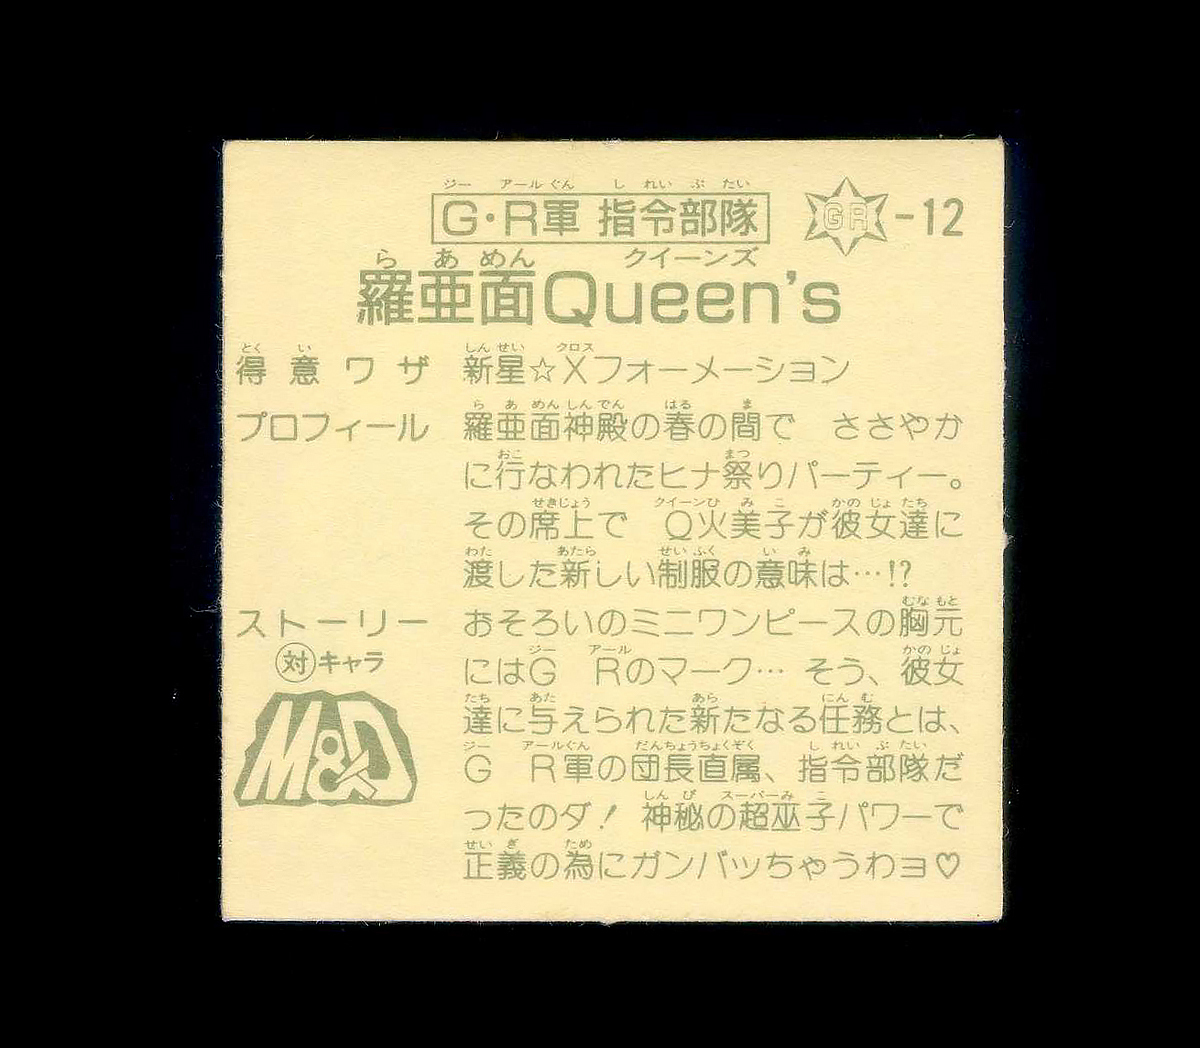 ジー アールぐん しれいぶたい
G・R軍 指令部隊 GR -12
らあめん クイーンズ
羅亜面Queen's
とくい しんせい クロス
得意ワザ 新星☆Xフォーメーション
らあめんしんでん はる ま
プロフィール 羅亜面神殿の春の間で ささやか
おこ まつ
に行なわれたヒナ祭りパーティー。
せきじょう クイーンひみこ かのじょたち
その席上で Q火美子が彼女達に
わた あたら せいふく いみ
渡した新しい制服の意味は…!?
むなもと
ストーリー おそろいのミニワンピースの胸元
ジー アール かのじょ
対キャラ にはG Rのマーク… そう、彼女
たち あた あら にんむ
達に与えられた新たなる任務とは、
M&D
ジー アールぐん だんちょうちょくぞく しれいぶたい
G R軍の団長直属、指令部隊だ
しんぴ スーパーみこ
ったのダ! 神秘の超巫子パワーで
せいぎ ため
正義の為にガンバッちゃうわヨ♡